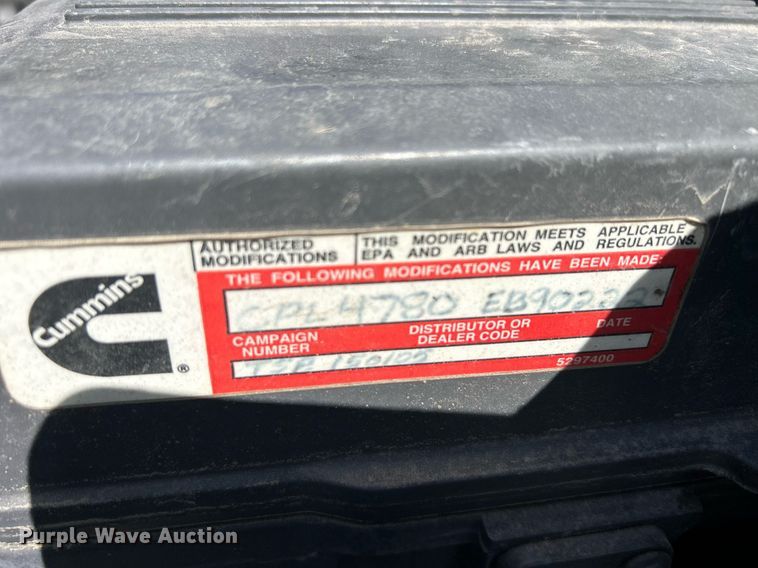 Cummins
®
AUTHORIZED MODIFICATIONS
THIS MODIFICATION MEETS APPLICABLE
EPA AND ARB LAWS AND REGULATIONS.
THE FOLLOWING MODIFICATIONS HAVE BEEN MADE:
CPL 4780
CAMPAIGN NUMBER
DISTRIBUTOR OR DEALER CODE
DATE
5297400
Purple Wave Auction